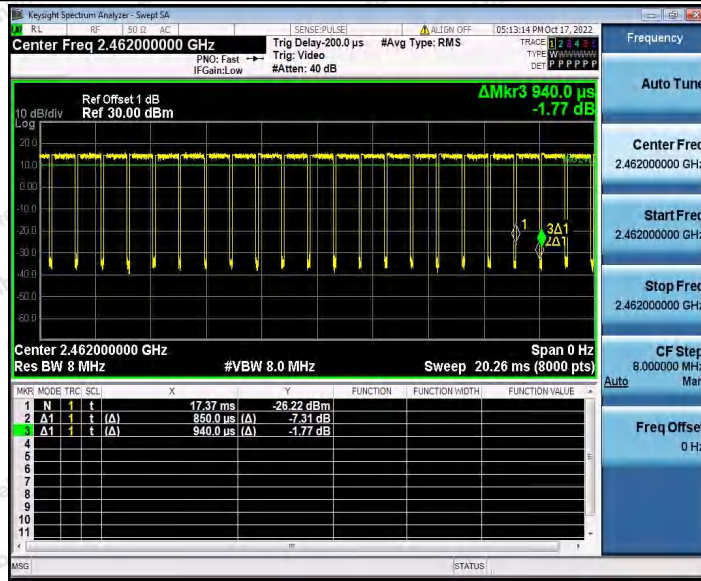 Keysight Spectrum Analyzer - Swept SA
RL RF 50 Ω AC SENSE:PULSE ALIGN OFF 05:13:14 PM Oct 17, 2022
Center Freq 2.462000000 GHz
PNO: Fast
IFGain:Low
Trig Delay-200.0 µs
Trig: Video
#Atten: 40 dB
#Avg Type: RMS
TRACE 1 2 3 4 5 6
TYPE W
DET P P P P P P
ΔMkr3 940.0 µs
-1.77 dB
Ref Offset 1 dB
10 dB/div Ref 30.00 dBm
Log
20.0
10.0
0.00
-10.0
-20.0
-30.0
-40.0
-50.0
-60.0
1
3Δ1
2Δ1
Center 2.462000000 GHz Span 0 Hz
Res BW 8 MHz #VBW 8.0 MHz Sweep 20.26 ms (8000 pts)
MKR MODE TRC SCL X Y FUNCTION FUNCTION WIDTH FUNCTION VALUE
1 N 1 t 17.37 ms -26.22 dBm
2 Δ1 1 t (Δ) 850.0 µs (Δ) -7.31 dB
3 Δ1 1 t (Δ) 940.0 µs (Δ) -1.77 dB
4
5
6
7
8
9
10
11
MSG STATUS
Frequency
Auto Tune
Center Freq
2.462000000 GHz
Start Freq
2.462000000 GHz
Stop Freq
2.462000000 GHz
CF Step
8.000000 MHz
Auto Man
Freq Offset
0 Hz